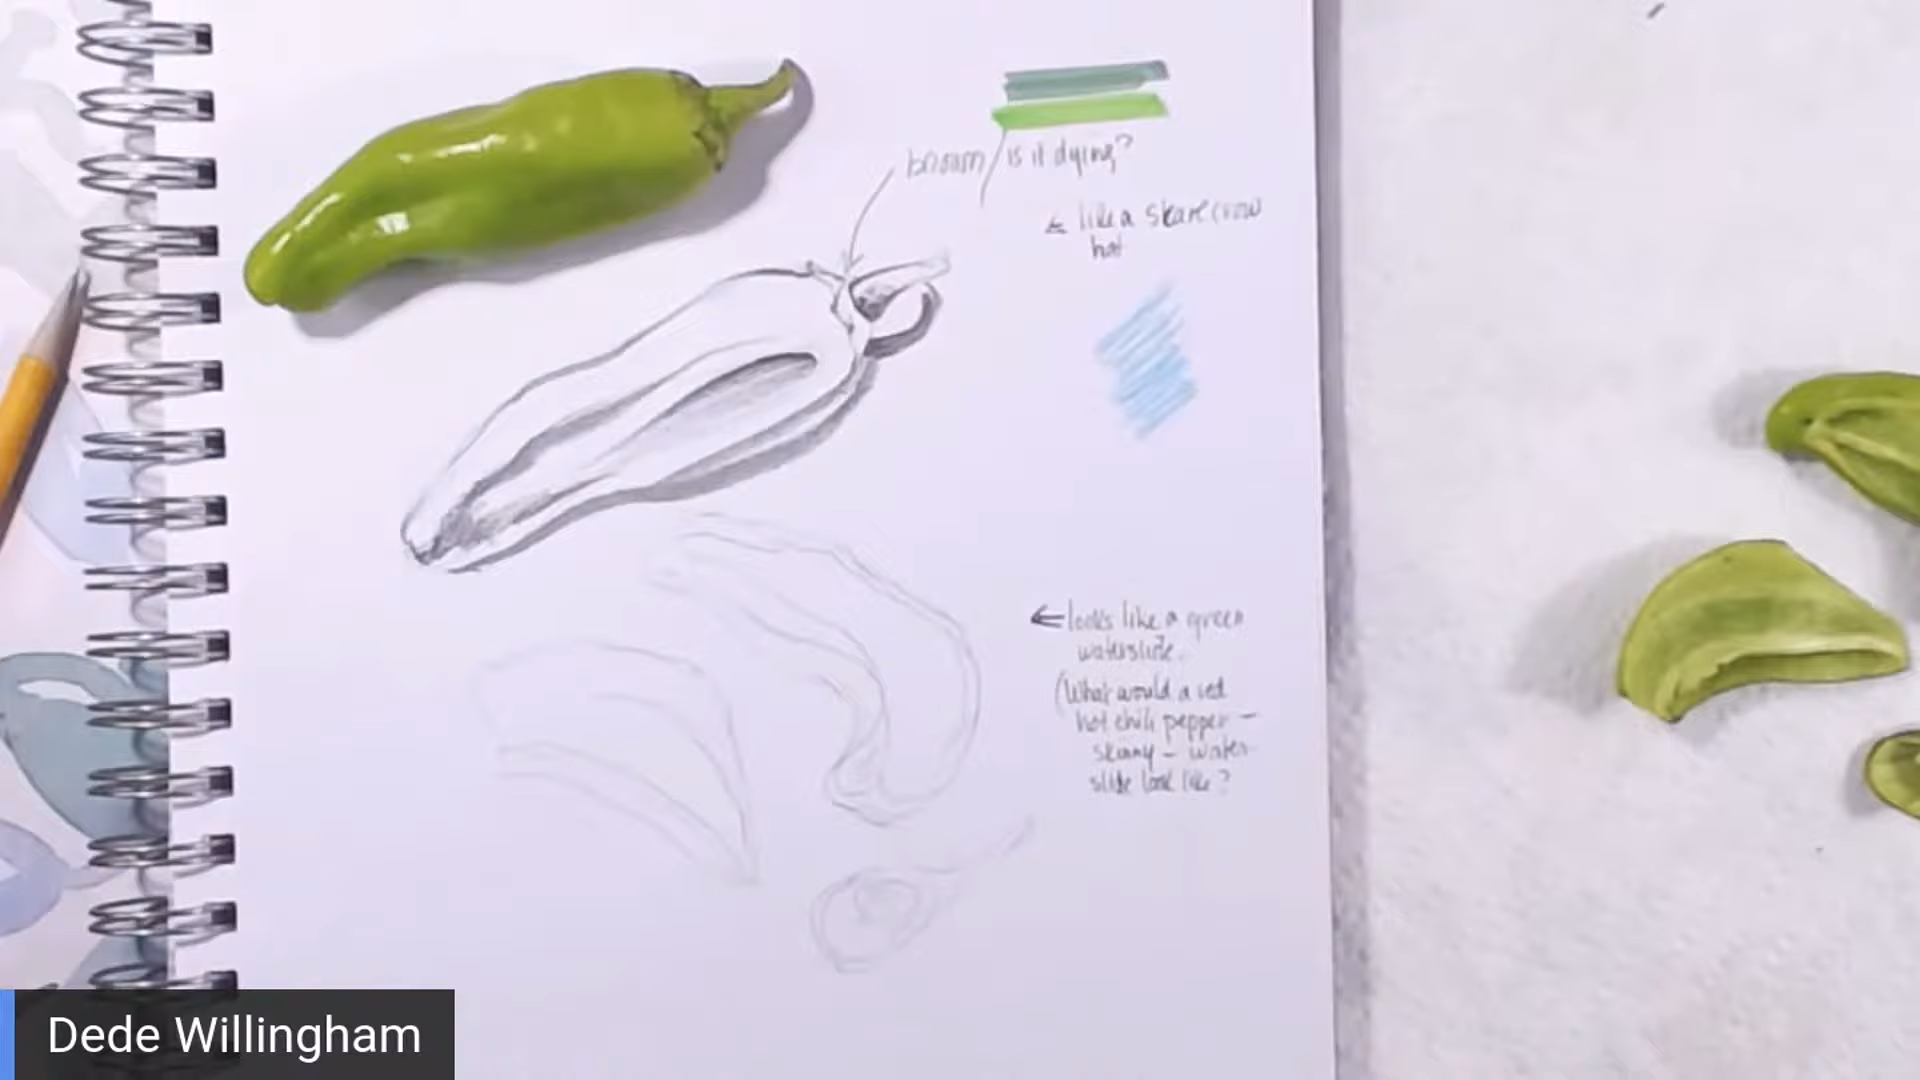 brown/is it dying?
← like a skarecrow
hat
← looks like a green
waterslide.
(What would a red
hot chili pepper –
skinny – water
slide look like?
Dede Willingham